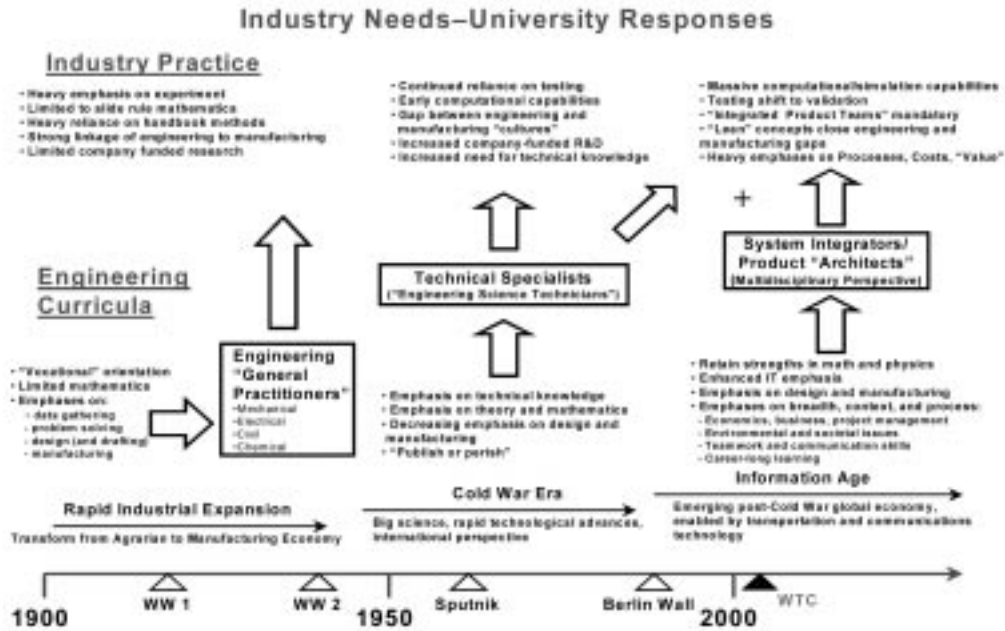 Industry Needs–University Responses
Industry Practice
• Heavy emphasis on experiment
• Limited to slide rule mathematics
• Heavy reliance on handbook methods
• Strong linkage of engineering to manufacturing
• Limited company funded research
• Continued reliance on testing
• Early computational capabilities
• Gap between engineering and
manufacturing "cultures"
• Increased company-funded R&D
• Increased need for technical knowledge
• Massive computational/simulation capabilities
• Testing shift to validation
• "Integrated Product Teams" mandatory
• "Lean" concepts close engineering and
manufacturing gaps
• Heavy emphases on Processes, Costs, "Value"
+
Engineering
Curricula
Technical Specialists
("Engineering Science Technicians")
System Integrators/
Product "Architects"
(Multidisciplinary Perspective)
• "Vocational" orientation
• Limited mathematics
• Emphases on:
- data gathering
- problem solving
- design (and drafting)
- manufacturing
Engineering
"General
Practitioners"
•Mechanical
•Electrical
•Civil
•Chemical
• Emphasis on technical knowledge
• Emphasis on theory and mathematics
• Decreasing emphasis on design and
manufacturing
• "Publish or perish"
• Retain strengths in math and physics
• Enhanced IT emphasis
• Emphasis on design and manufacturing
• Emphases on breadth, context, and process:
- Economics, business, project management
- Environmental and societal issues
- Teamwork and communication skills
- Career-long learning
Rapid Industrial Expansion
Transform from Agrarian to Manufacturing Economy
Cold War Era
Big science, rapid technological advances,
international perspective
Information Age
Emerging post-Cold War global economy,
enabled by transportation and communications
technology
1900
WW 1
WW 2
1950
Sputnik
Berlin Wall
2000
WTC